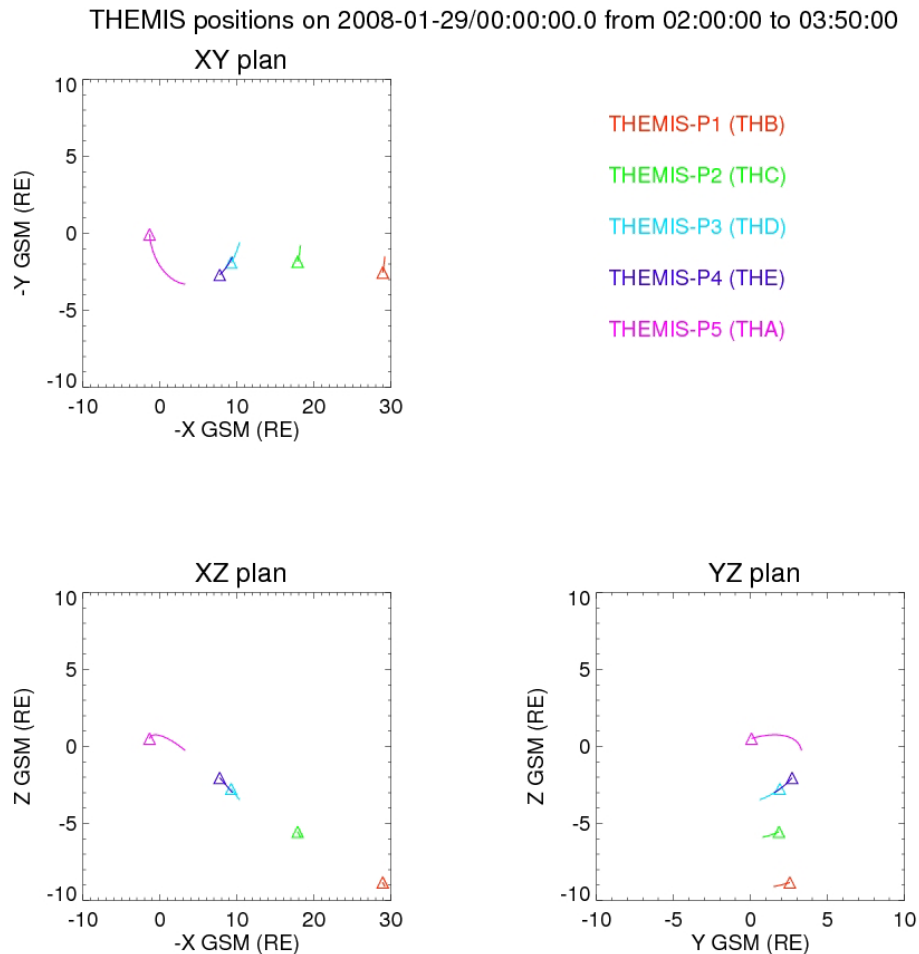 THEMIS positions on 2008-01-29/00:00:00.0 from 02:00:00 to 03:50:00
XY plan
10
5
0
-5
-10
-Y GSM (RE)
-10 0 10 20 30
-X GSM (RE)
THEMIS-P1 (THB)
THEMIS-P2 (THC)
THEMIS-P3 (THD)
THEMIS-P4 (THE)
THEMIS-P5 (THA)
XZ plan
10
5
0
-5
-10
Z GSM (RE)
-10 0 10 20 30
-X GSM (RE)
YZ plan
10
5
0
-5
-10
Z GSM (RE)
-10 -5 0 5 10
Y GSM (RE)